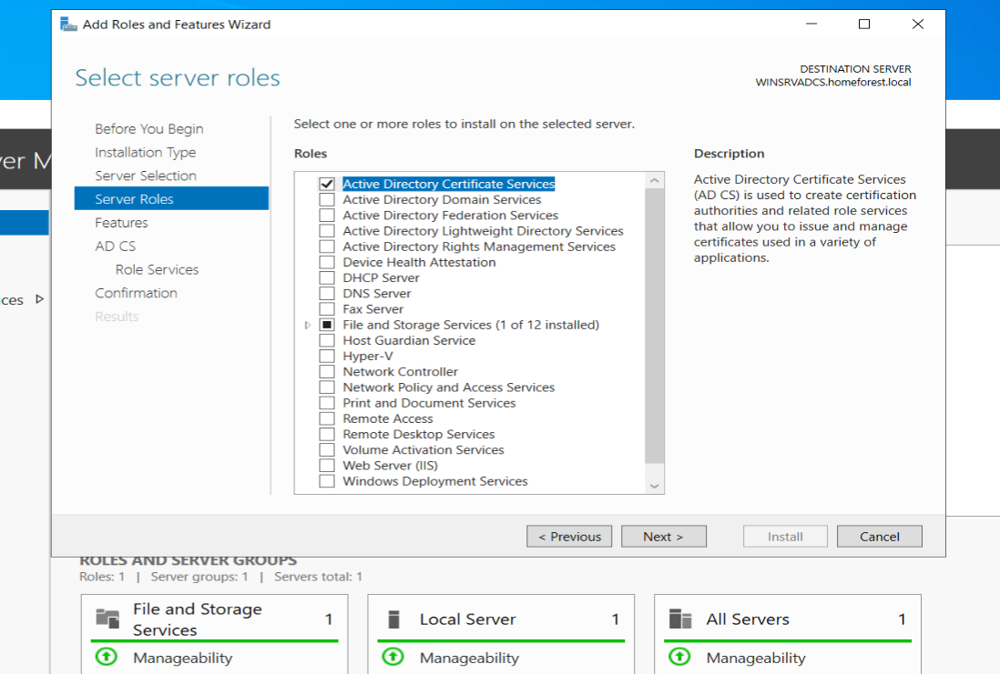 Add Roles and Features Wizard
Select server roles
DESTINATION SERVER
WINSRVADCS.homeforest.local
Before You Begin
Installation Type
Server Selection
Server Roles
Features
AD CS
Role Services
Confirmation
Results
Select one or more roles to install on the selected server.
Roles
Active Directory Certificate Services
Active Directory Domain Services
Active Directory Federation Services
Active Directory Lightweight Directory Services
Active Directory Rights Management Services
Device Health Attestation
DHCP Server
DNS Server
Fax Server
File and Storage Services (1 of 12 installed)
Host Guardian Service
Hyper-V
Network Controller
Network Policy and Access Services
Print and Document Services
Remote Access
Remote Desktop Services
Volume Activation Services
Web Server (IIS)
Windows Deployment Services
Description
Active Directory Certificate Services
(AD CS) is used to create certification
authorities and related role services
that allow you to issue and manage
certificates used in a variety of
applications.
< Previous
Next >
Install
Cancel
ver M
ices
ROLES AND SERVER GROUPS
Roles: 1 | Server groups: 1 | Servers total: 1
File and Storage
Services
1
Manageability
Local Server
1
Manageability
All Servers
1
Manageability